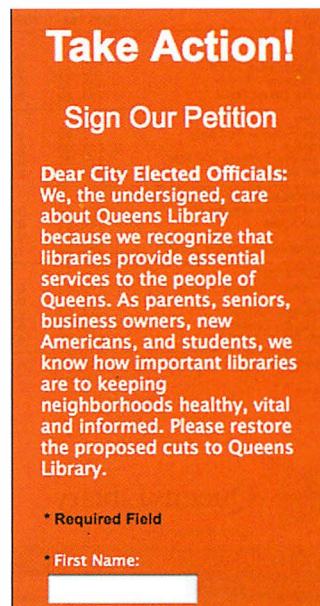 Take Action!
Sign Our Petition
Dear City Elected Officials:
We, the undersigned, care
about Queens Library
because we recognize that
libraries provide essential
services to the people of
Queens. As parents, seniors,
business owners, new
Americans, and students, we
know how important libraries
are to keeping
neighborhoods healthy, vital
and informed. Please restore
the proposed cuts to Queens
Library.
* Required Field
* First Name: